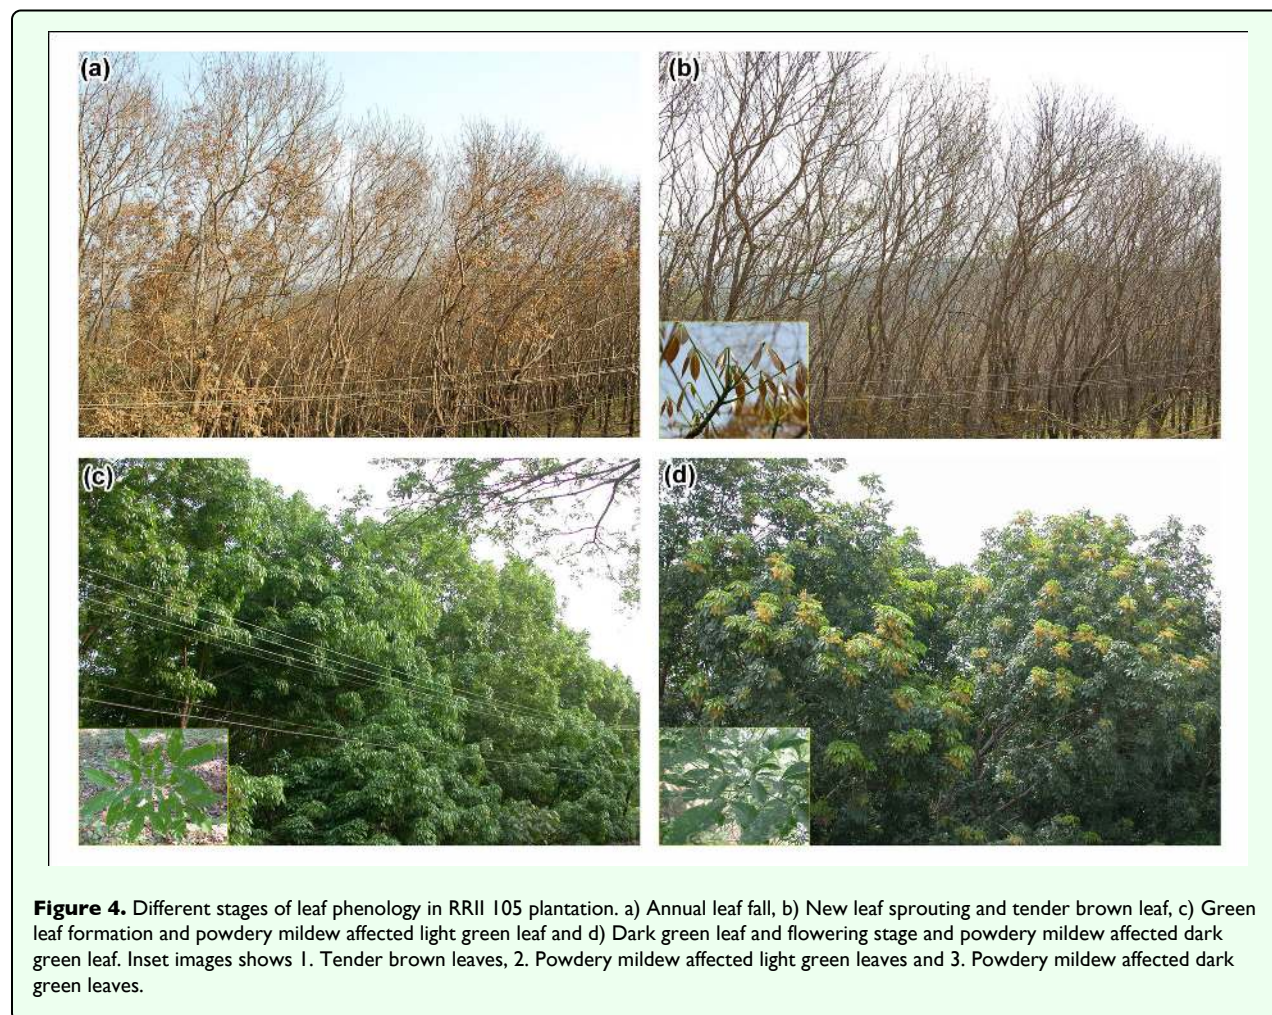 (a)
(b)
(c)
(d)
Figure 4. Different stages of leaf phenology in RRII 105 plantation. a) Annual leaf fall, b) New leaf sprouting and tender brown leaf, c) Green
leaf formation and powdery mildew affected light green leaf and d) Dark green leaf and flowering stage and powdery mildew affected dark
green leaf. Inset images shows 1. Tender brown leaves, 2. Powdery mildew affected light green leaves and 3. Powdery mildew affected dark
green leaves.